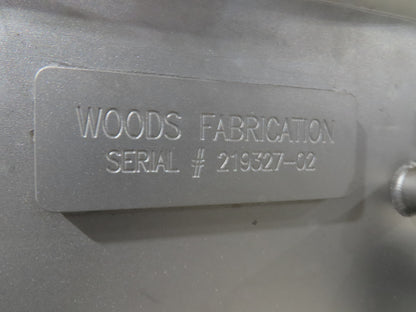 WOODS FABRICATION
SERIAL # 219327-02